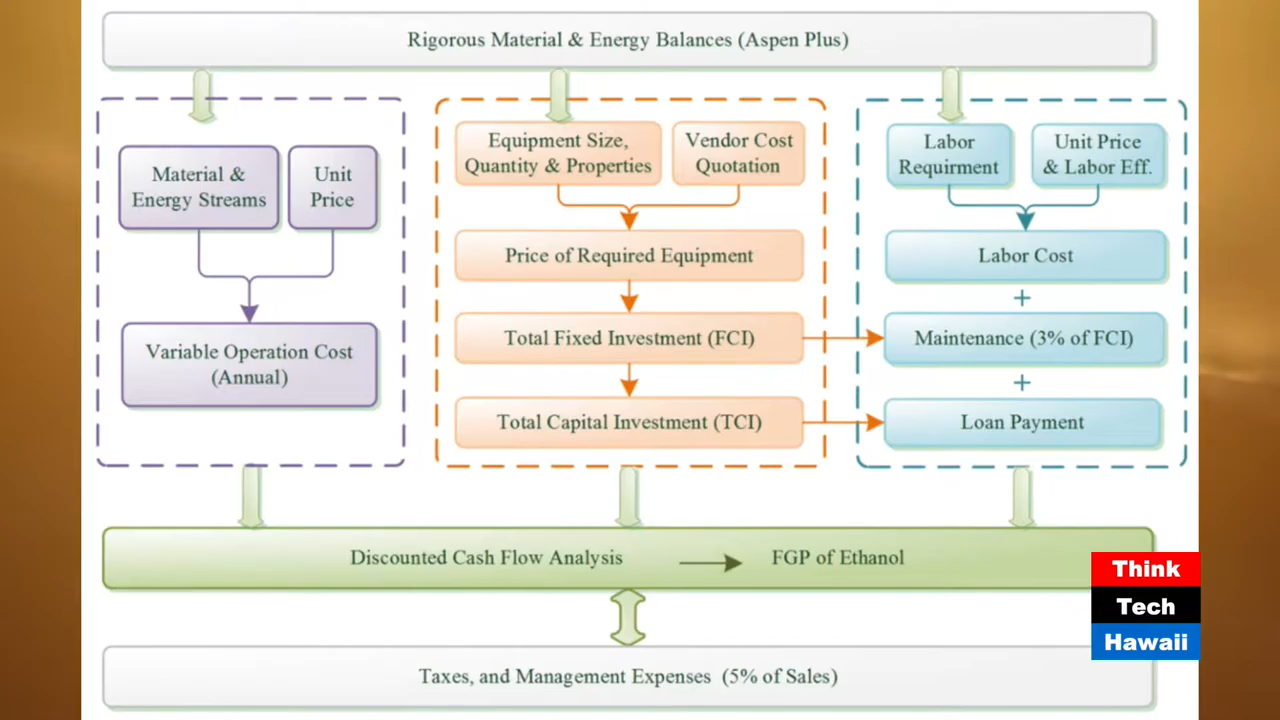 Rigorous Material & Energy Balances (Aspen Plus)
Material &
Energy Streams
Unit
Price
Variable Operation Cost
(Annual)
Equipment Size,
Quantity & Properties
Vendor Cost
Quotation
Price of Required Equipment
Total Fixed Investment (FCI)
Total Capital Investment (TCI)
Labor
Requirment
Unit Price
& Labor Eff.
Labor Cost
+
Maintenance (3% of FCI)
+
Loan Payment
Discounted Cash Flow Analysis
FGP of Ethanol
Taxes, and Management Expenses (5% of Sales)
Think
Tech
Hawaii